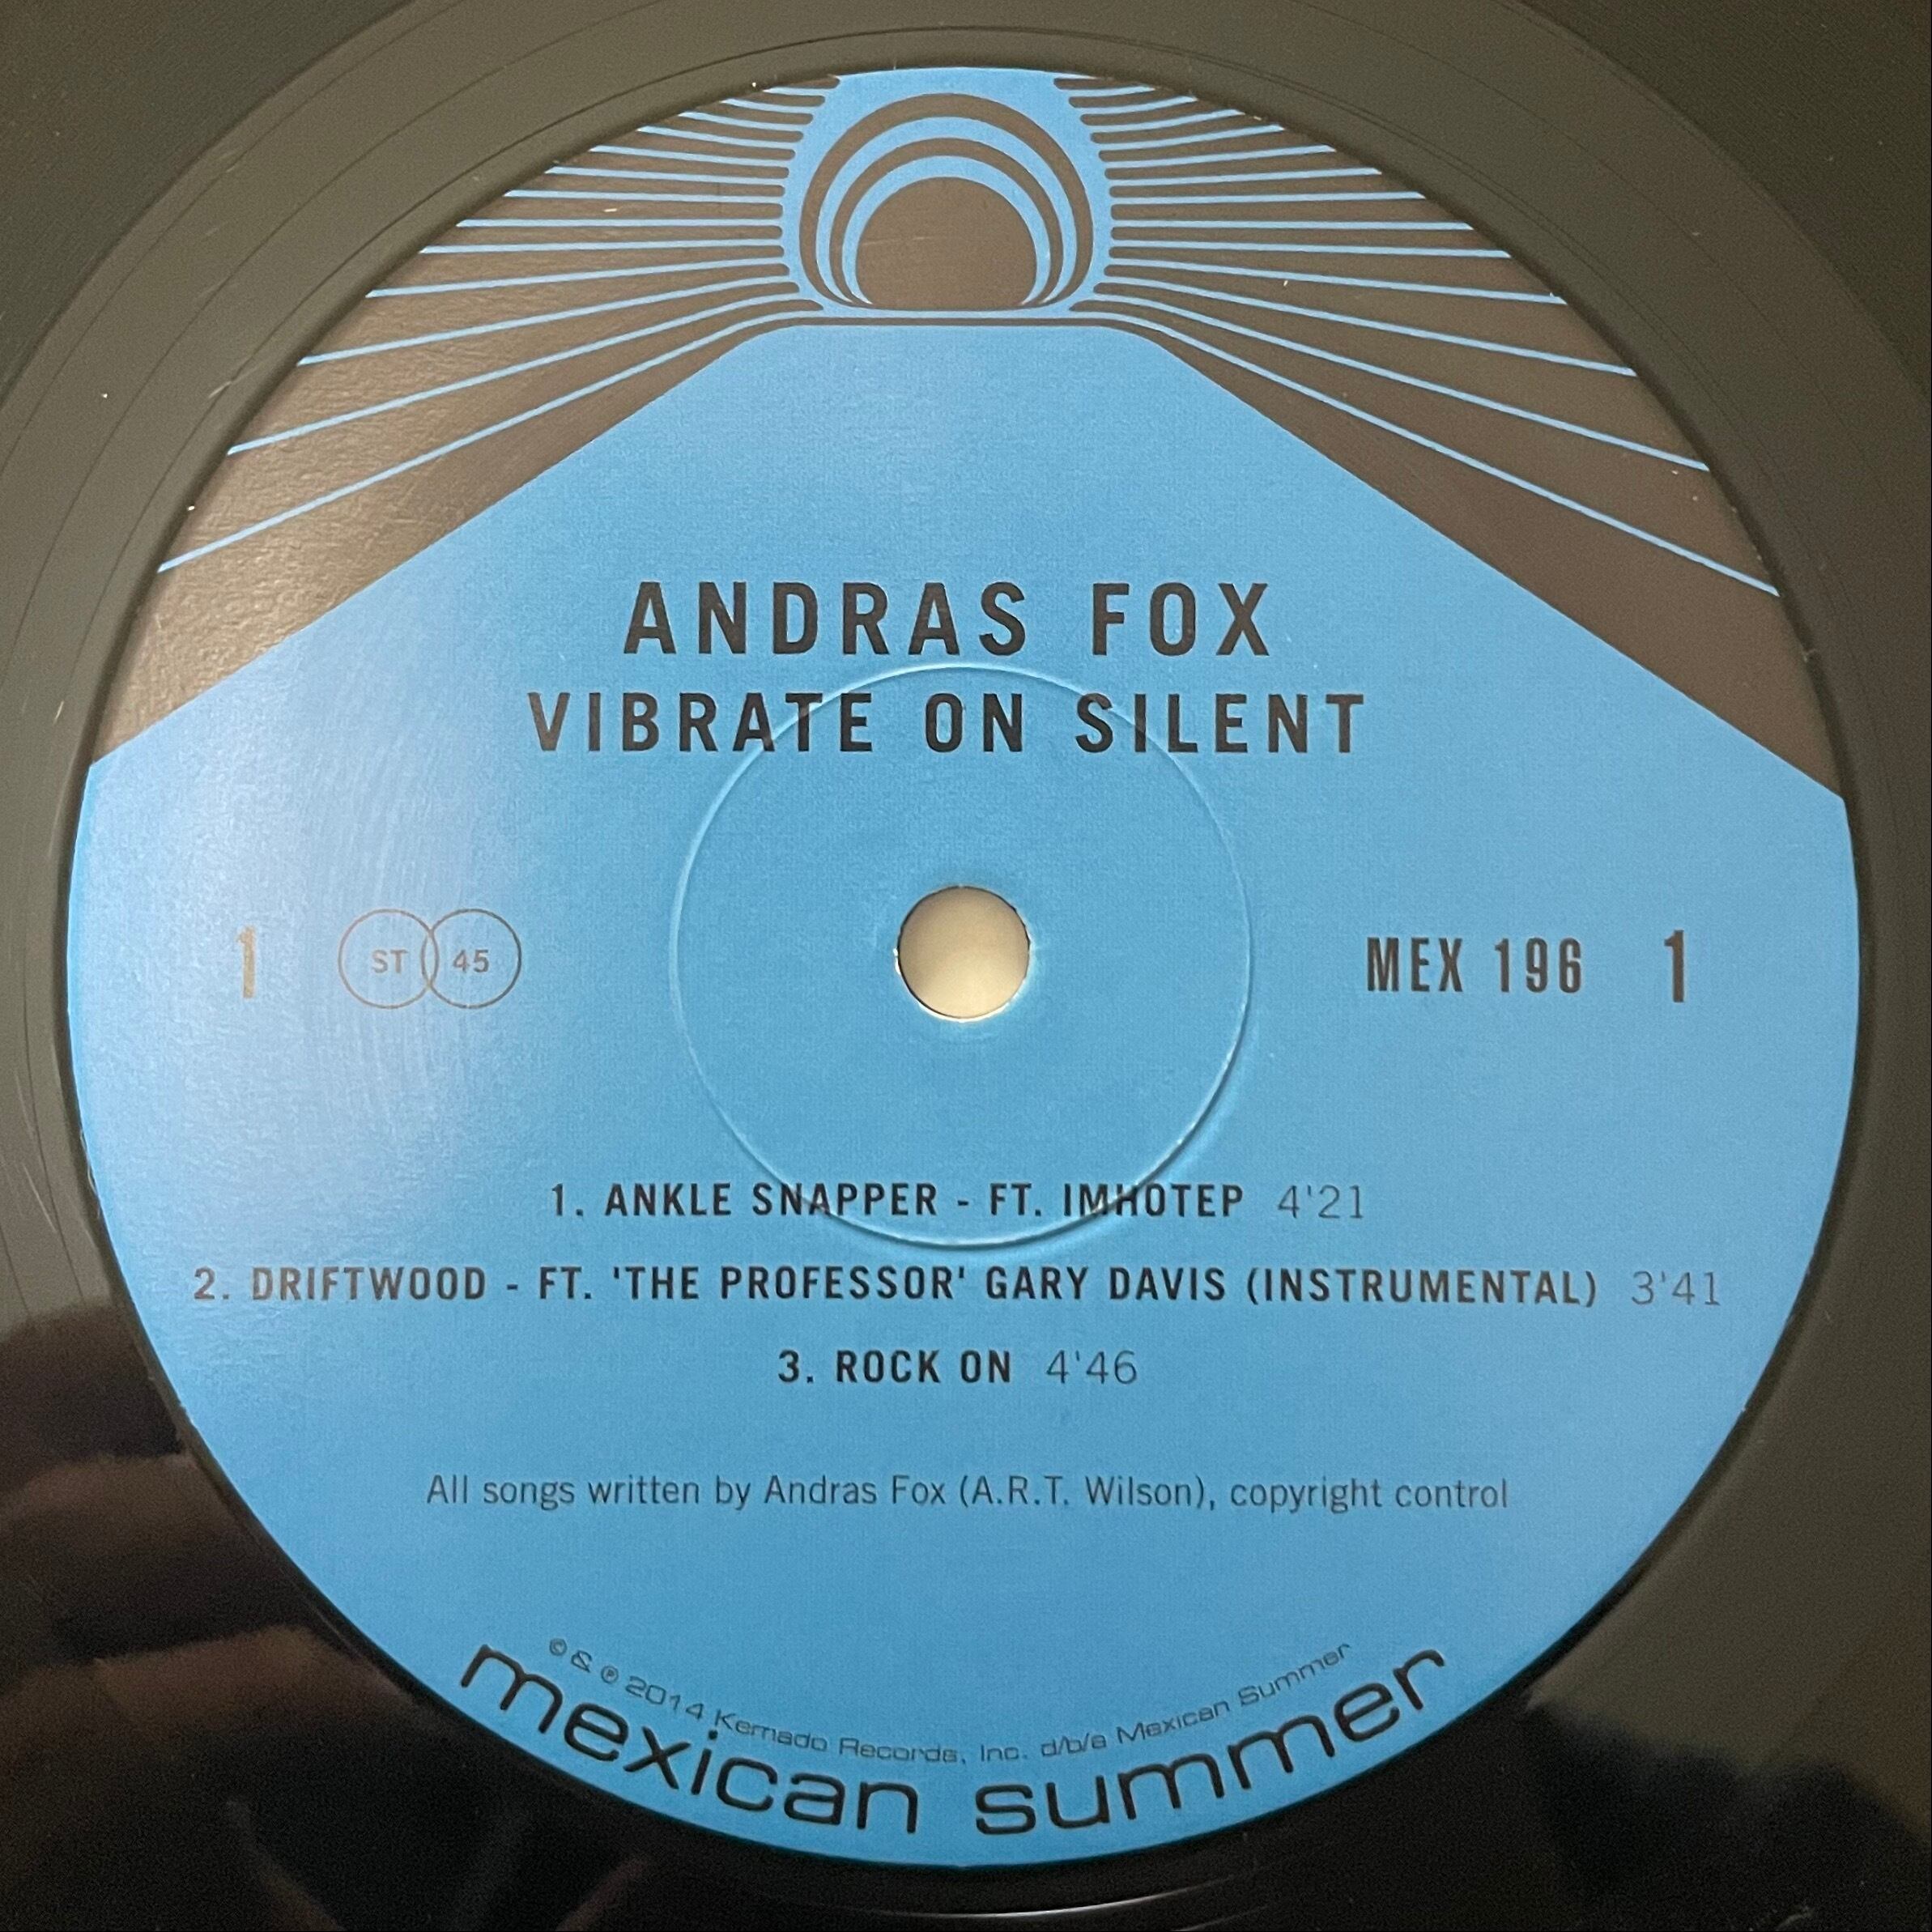 ANDRAS FOX
VIBRATE ON SILENT
1 ST 45 MEX 196 1
1. ANKLE SNAPPER - FT. IMHOTEP 4'21
2. DRIFTWOOD - FT. 'THE PROFESSOR' GARY DAVIS (INSTRUMENTAL) 3'41
3. ROCK ON 4'46
All songs written by Andras Fox (A.R.T. Wilson), copyright control
© & ℗ 2014 Kemado Records, Inc. d/b/a Mexican Summer
mexican summer